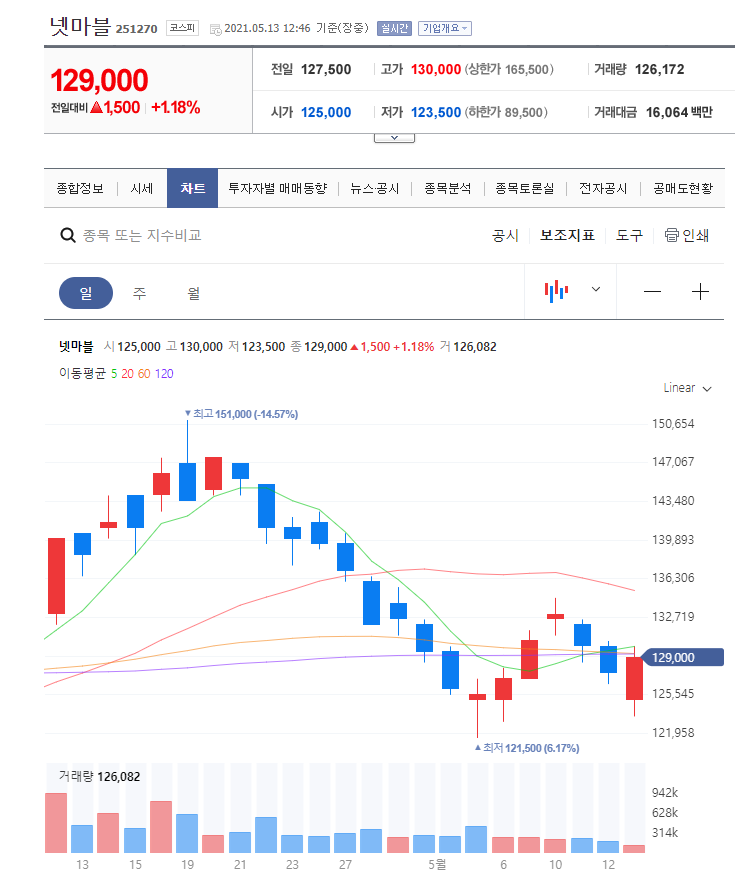 넷마블 251270 코스피 2021.05.13 12:46 기준(장중) 실시간 기업개요
129,000
전일대비 ▲1,500 +1.18%
전일 127,500 고가 130,000 (상한가 165,500) 거래량 126,172
시가 125,000 저가 123,500 (하한가 89,500) 거래대금 16,064 백만
종합정보 시세 차트 투자자별 매매동향 뉴스·공시 종목분석 종목토론실 전자공시 공매도현황
종목 또는 지수비교 공시 보조지표 도구 인쇄
일 주 월
넷마블 시 125,000 고 130,000 저 123,500 종 129,000 ▲1,500 +1.18% 거 126,082
이동평균 5 20 60 120
Linear
▼최고 151,000 (-14.57%)
150,654
147,067
143,480
139,893
136,306
132,719
129,000
125,545
121,958
▲최저 121,500 (6.17%)
거래량 126,082
942k
628k
314k
13 15 19 21 23 27 5월 6 10 12